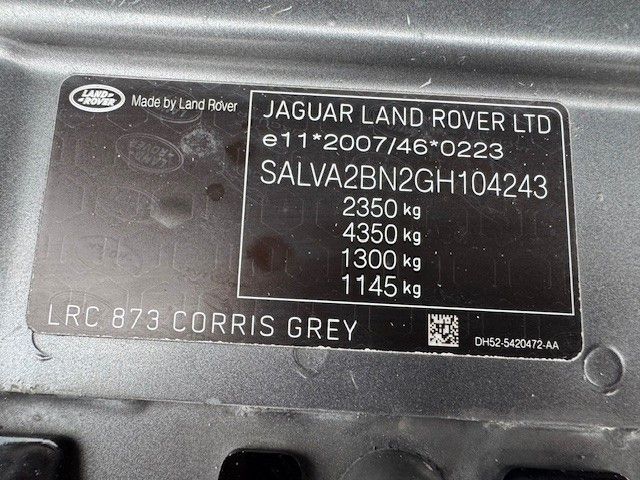 LAND ROVER
Made by Land Rover
JAGUAR LAND ROVER LTD
e11*2007/46*0223
SALVA2BN2GH104243
2350 kg
4350 kg
1300 kg
1145 kg
LRC 873 CORRIS GREY
DH52-5420472-AA